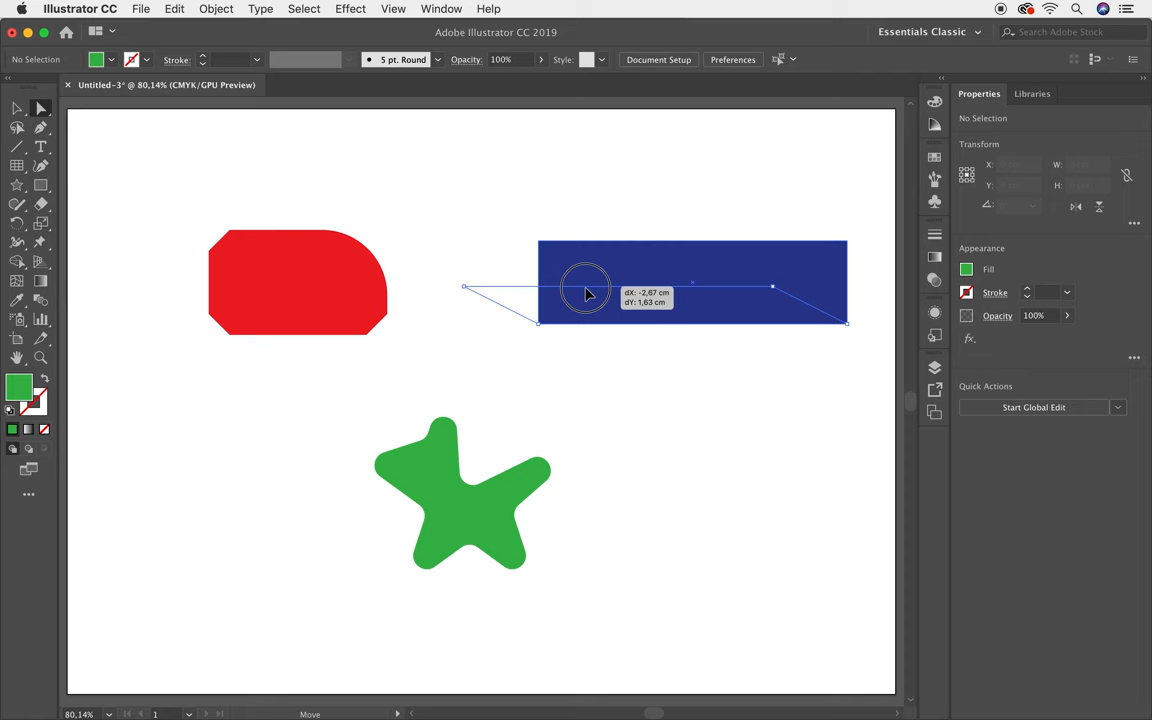 Illustrator CC File Edit Object Type Select Effect View Window Help
Adobe Illustrator CC 2019
Essentials Classic
Search Adobe Stock
No Selection
Stroke:
5 pt. Round
Opacity: 100%
Style:
Document Setup
Preferences
Untitled-3* @ 80,14% (CMYK/GPU Preview)
Properties Libraries
No Selection
Transform
X: W:
Y: H:
Appearance
Fill
Stroke
Opacity 100%
fx.
Quick Actions
Start Global Edit
dX: -2,67 cm
dY: 1,63 cm
80,14% 1 Move